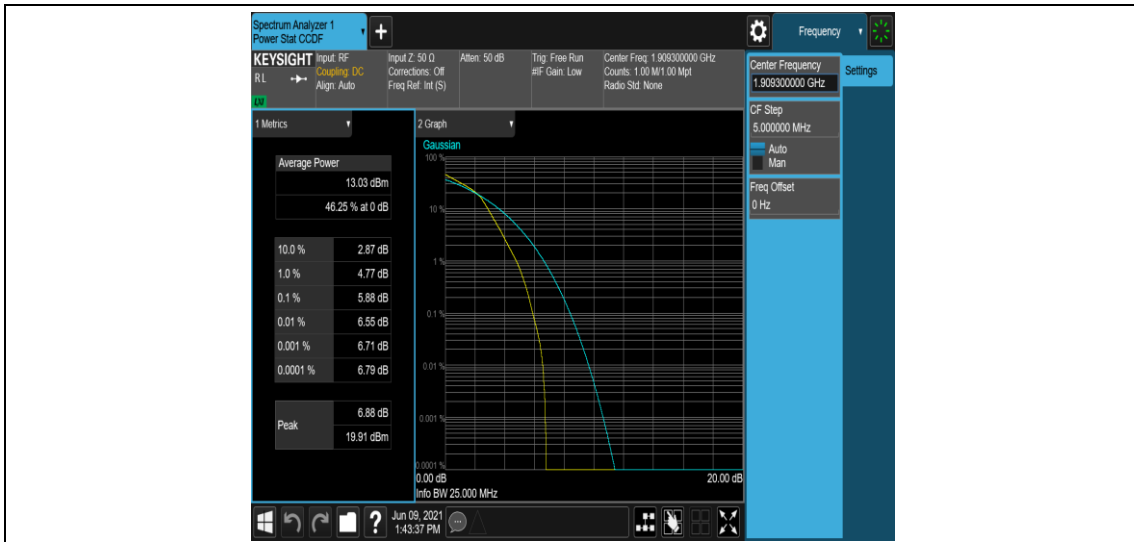 Spectrum Analyzer 1
Power Stat CCDF
+
Frequency
KEYSIGHT
RL
LXI
Input: RF
Coupling: DC
Align: Auto
Input Z: 50 Ω
Corrections: Off
Freq Ref: Int (S)
Atten: 50 dB
Trig: Free Run
#IF Gain: Low
Center Freq: 1.909300000 GHz
Counts: 1.00 M/1.00 Mpt
Radio Std: None
Center Frequency
1.909300000 GHz
Settings
CF Step
5.000000 MHz
Auto
Man
Freq Offset
0 Hz
1 Metrics
Average Power
13.03 dBm
46.25 % at 0 dB
10.0 % 2.87 dB
1.0 % 4.77 dB
0.1 % 5.88 dB
0.01 % 6.55 dB
0.001 % 6.71 dB
0.0001 % 6.79 dB
Peak
6.88 dB
19.91 dBm
2 Graph
Gaussian
100 %
10 %
1 %
0.1 %
0.01 %
0.001 %
0.0001 %
0.00 dB
20.00 dB
Info BW 25.000 MHz
?
Jun 09, 2021
1:43:37 PM